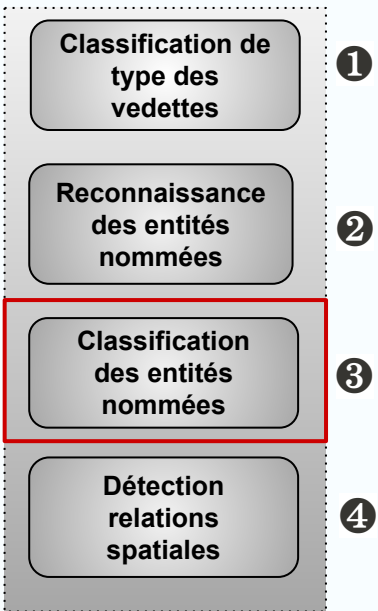 Classification de
type des
vedettes
❶
Reconnaissance
des entités
nommées
❷
Classification
des entités
nommées
❸
Détection
relations
spatiales
❹